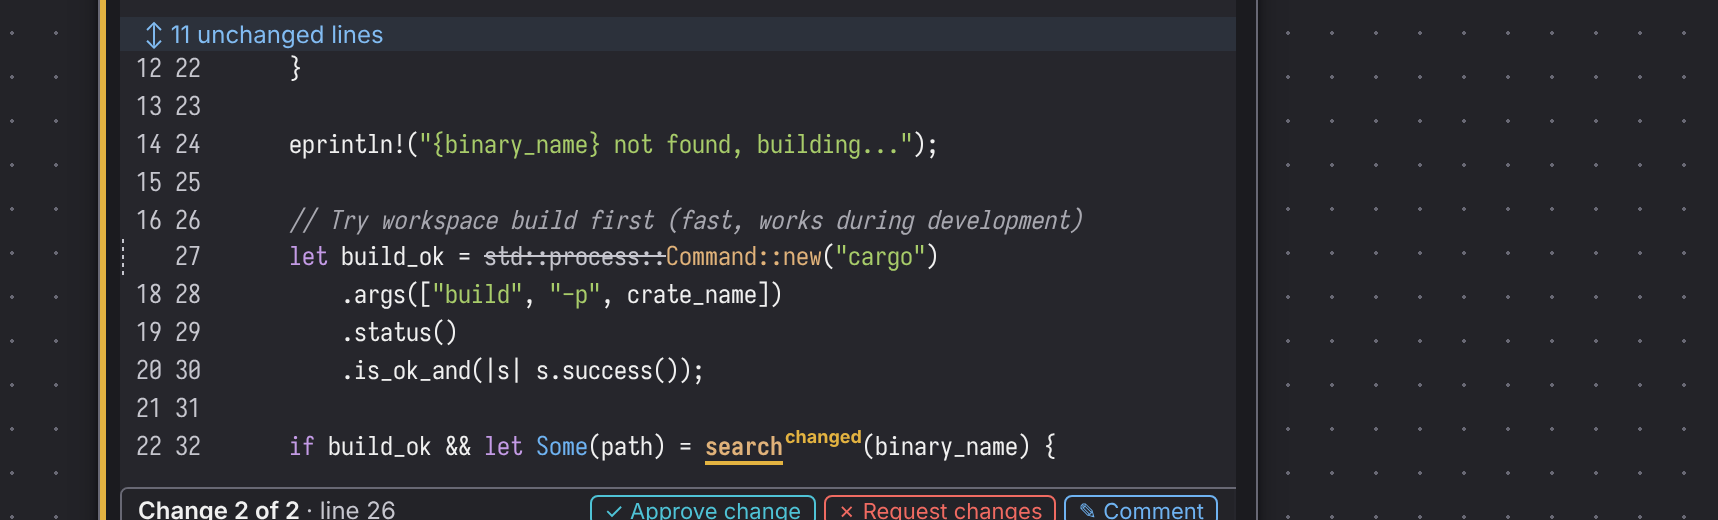 ↕ 11 unchanged lines
12 22 }
13 23
14 24 eprintln!("{binary_name} not found, building...");
15 25
16 26 // Try workspace build first (fast, works during development)
27 let build_ok = std::process::Command::new("cargo")
18 28 .args(["build", "-p", crate_name])
19 29 .status()
20 30 .is_ok_and(|s| s.success());
21 31
22 32 if build_ok && let Some(path) = search changed (binary_name) {
Change 2 of 2 · line 26 ✓ Approve change × Request changes ✎ Comment